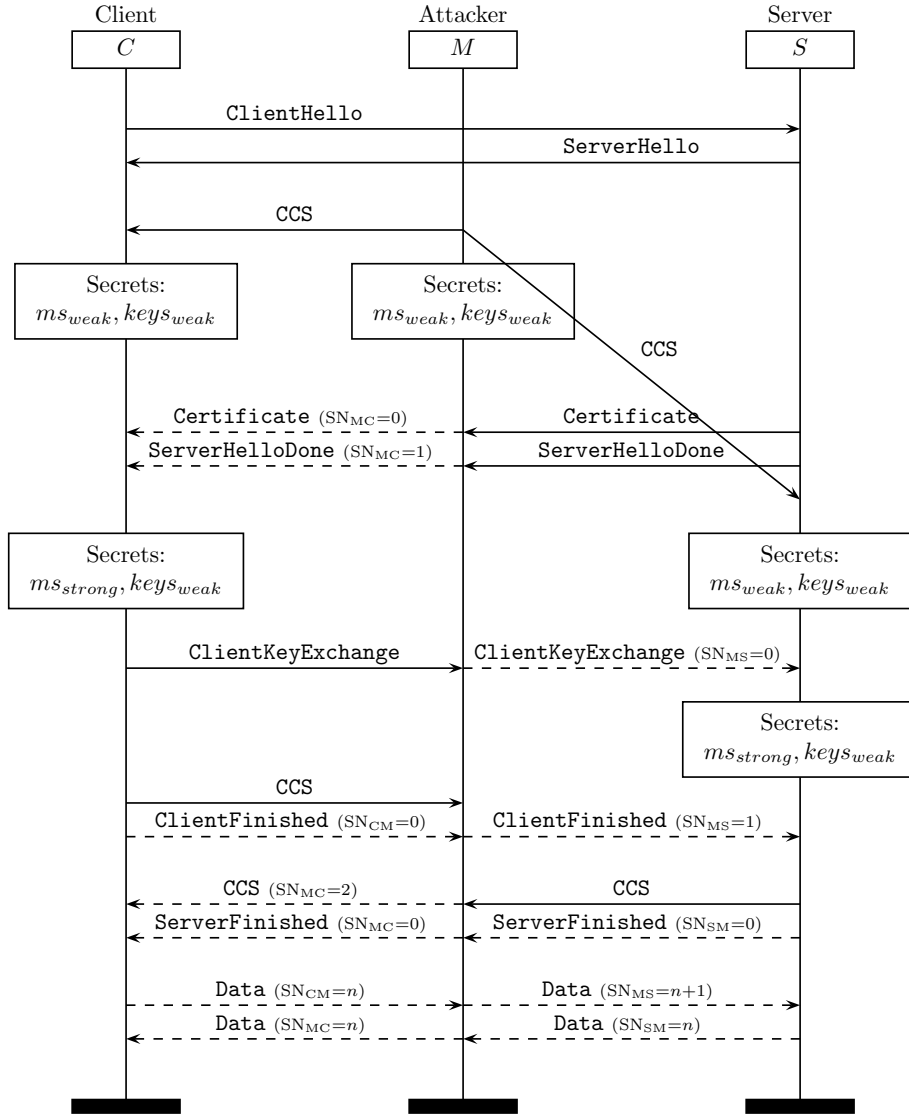 Client Attacker Server
C M S
ClientHello
ServerHello
CCS
Secrets: Secrets:
ms_weak, keys_weak ms_weak, keys_weak
CCS
Certificate (SN_MC=0) Certificate
ServerHelloDone (SN_MC=1) ServerHelloDone
Secrets: Secrets:
ms_strong, keys_weak ms_weak, keys_weak
ClientKeyExchange ClientKeyExchange (SN_MS=0)
Secrets:
ms_strong, keys_weak
CCS
ClientFinished (SN_CM=0) ClientFinished (SN_MS=1)
CCS (SN_MC=2) CCS
ServerFinished (SN_MC=0) ServerFinished (SN_SM=0)
Data (SN_CM=n) Data (SN_MS=n+1)
Data (SN_MC=n) Data (SN_SM=n)